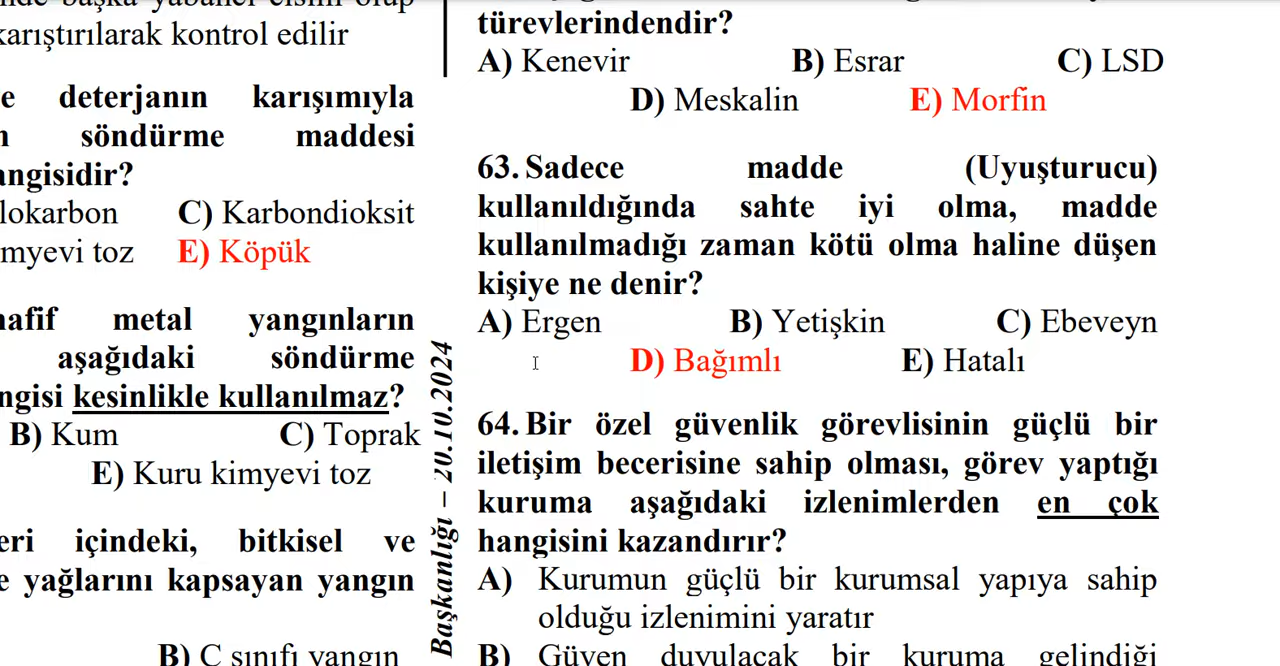 karıştırılarak kontrol edilir
e deterjanın karışımıyla
söndürme maddesi
angisidir?
lokarbon C) Karbondioksit
myevi toz E) Köpük
hafif metal yangınların
aşağıdaki söndürme
ngisi kesinlikle kullanılmaz?
B) Kum C) Toprak
E) Kuru kimyevi toz
eri içindeki, bitkisel ve
e yağlarını kapsayan yangın
B) C sınıfı yangın
Başkanlığı – 20.10.2024
türevlerindendir?
A) Kenevir B) Esrar C) LSD
D) Meskalin E) Morfin
63. Sadece madde (Uyuşturucu)
kullanıldığında sahte iyi olma, madde
kullanılmadığı zaman kötü olma haline düşen
kişiye ne denir?
A) Ergen B) Yetişkin C) Ebeveyn
D) Bağımlı E) Hatalı
64. Bir özel güvenlik görevlisinin güçlü bir
iletişim becerisine sahip olması, görev yaptığı
kuruma aşağıdaki izlenimlerden en çok
hangisini kazandırır?
A) Kurumun güçlü bir kurumsal yapıya sahip
olduğu izlenimini yaratır
B) Güven duyulacak bir kuruma gelindiği